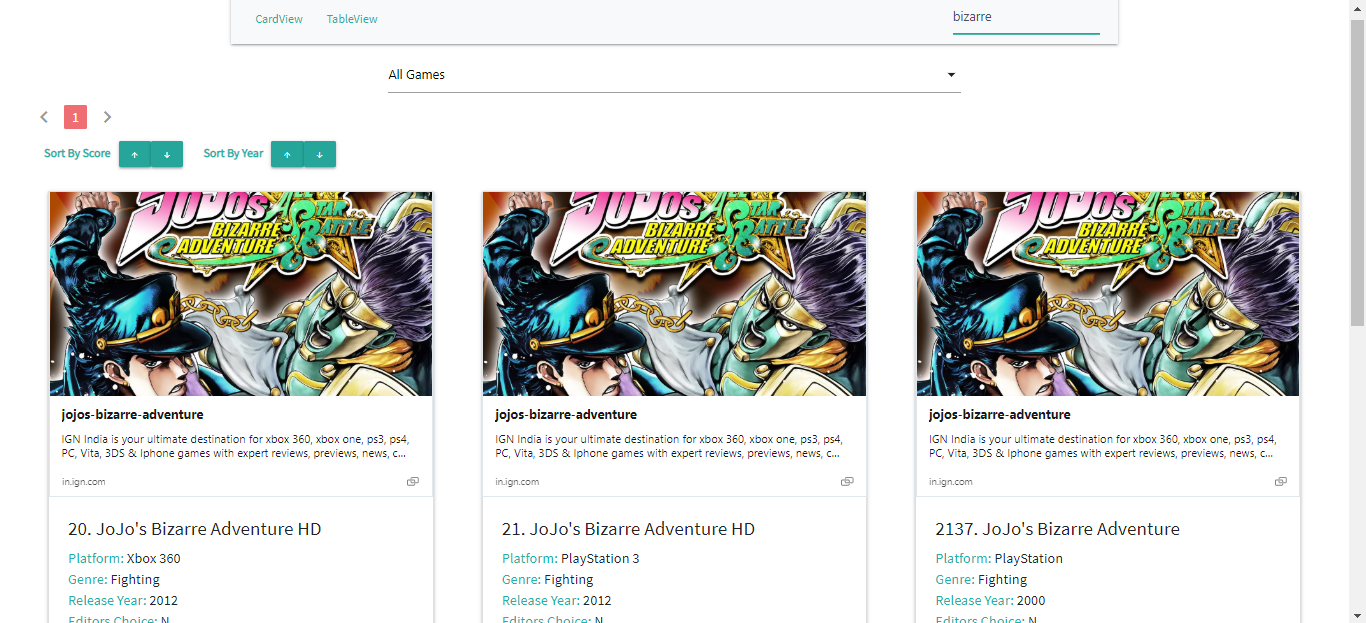 CardView TableView bizarre
All Games
1
Sort By Score Sort By Year
JOJO'S
BIZARRE
ADVENTURE
ALL STAR
BATTLE
JOJO'S
BIZARRE
ADVENTURE
ALL STAR
BATTLE
JOJO'S
BIZARRE
ADVENTURE
ALL STAR
BATTLE
jojos-bizarre-adventure jojos-bizarre-adventure jojos-bizarre-adventure
IGN India is your ultimate destination for xbox 360, xbox one, ps3, ps4,
PC, Vita, 3DS & Iphone games with expert reviews, previews, news, c...
IGN India is your ultimate destination for xbox 360, xbox one, ps3, ps4,
PC, Vita, 3DS & Iphone games with expert reviews, previews, news, c...
IGN India is your ultimate destination for xbox 360, xbox one, ps3, ps4,
PC, Vita, 3DS & Iphone games with expert reviews, previews, news, c...
in.ign.com in.ign.com in.ign.com
20. JoJo's Bizarre Adventure HD
Platform: Xbox 360
Genre: Fighting
Release Year: 2012
Editors Choice: N
21. JoJo's Bizarre Adventure HD
Platform: PlayStation 3
Genre: Fighting
Release Year: 2012
Editors Choice: N
2137. JoJo's Bizarre Adventure
Platform: PlayStation
Genre: Fighting
Release Year: 2000
Editors Choice: N